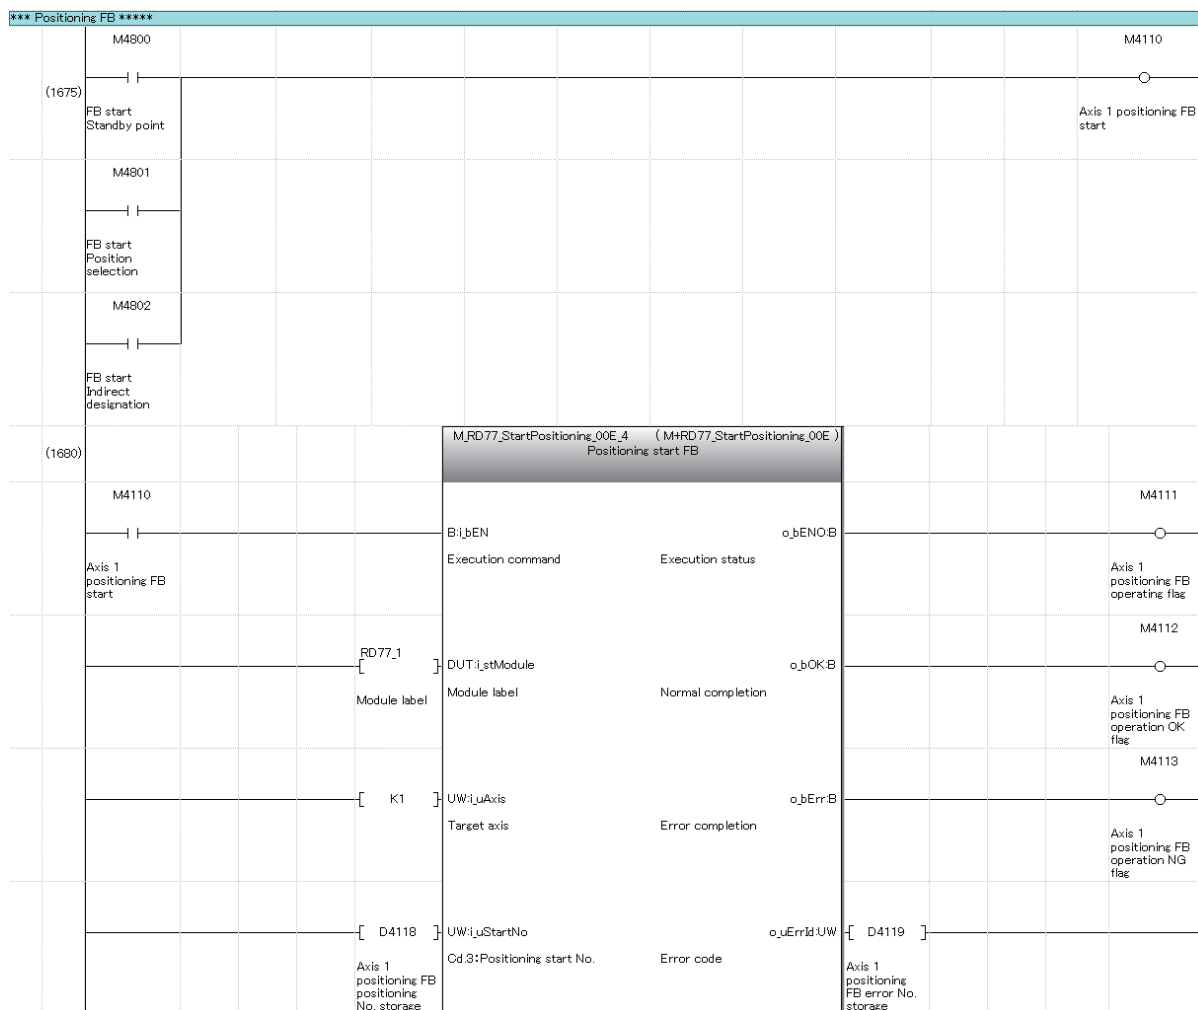 *** Positioning FB *****
M4800
M4110
(1675)
FB start
Standby point
Axis 1 positioning FB
start
M4801
FB start
Position
selection
M4802
FB start
Indirect
designation
(1680)
M_RD77_StartPositioning_00E_4 ( M+RD77_StartPositioning_00E )
Positioning start FB
M4110
M4111
B:i_bEN
o_bENO:B
Execution command
Execution status
Axis 1
positioning FB
start
Axis 1
positioning FB
operating flag
M4112
RD77_1
DUT:i_stModule
o_bOK:B
Module label
Module label
Normal completion
Axis 1
positioning FB
operation OK
flag
M4113
K1
UW:i_uAxis
o_bErr:B
Target axis
Error completion
Axis 1
positioning FB
operation NG
flag
D4118
UW:i_uStartNo
o_uErrId:UW
D4119
Cd.3:Positioning start No.
Error code
Axis 1
positioning FB
positioning
No. storage
Axis 1
positioning
FB error No.
storage